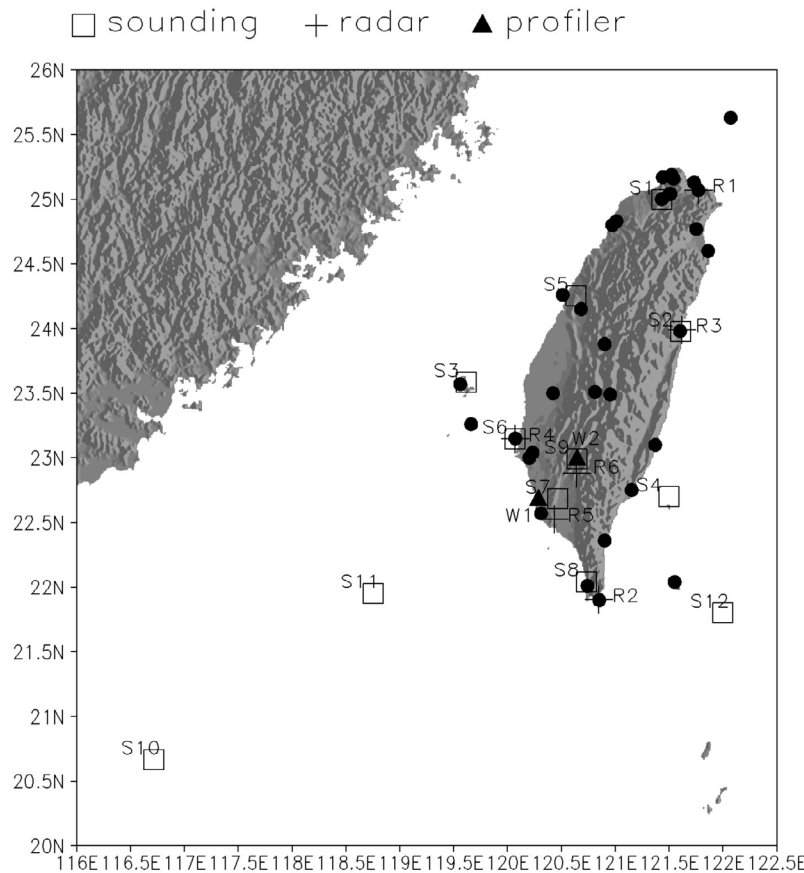 sounding radar profiler
26N
25.5N
25N
24.5N
24N
23.5N
23N
22.5N
22N
21.5N
21N
20.5N
20N
S1 R1
S5
S2 R3
S3
S6 R4 S9 W2
R6
S7 S4
W1 R5
S8 R2
S11 S12
S10
116E 116.5E 117E 117.5E 118E 118.5E 119E 119.5E 120E 120.5E 121E 121.5E 122E 122.5E